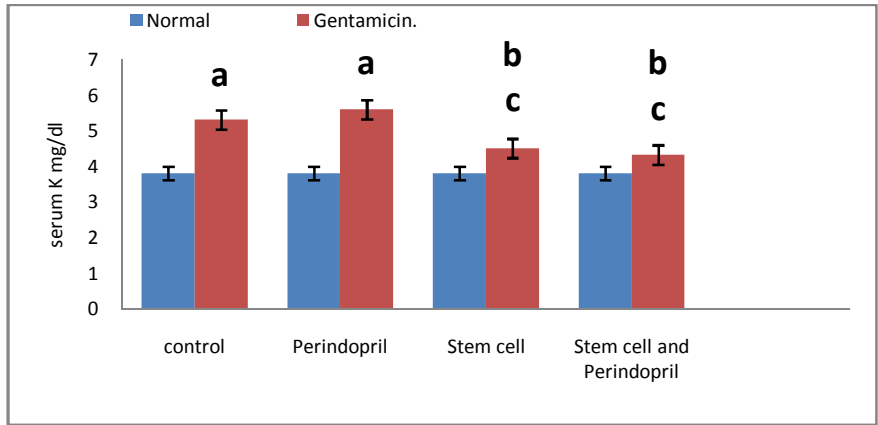 Normal Gentamicin.
serum K mg/dl
7
6
5
4
3
2
1
0
a a b b
c c
control Perindopril Stem cell Stem cell and
Perindopril